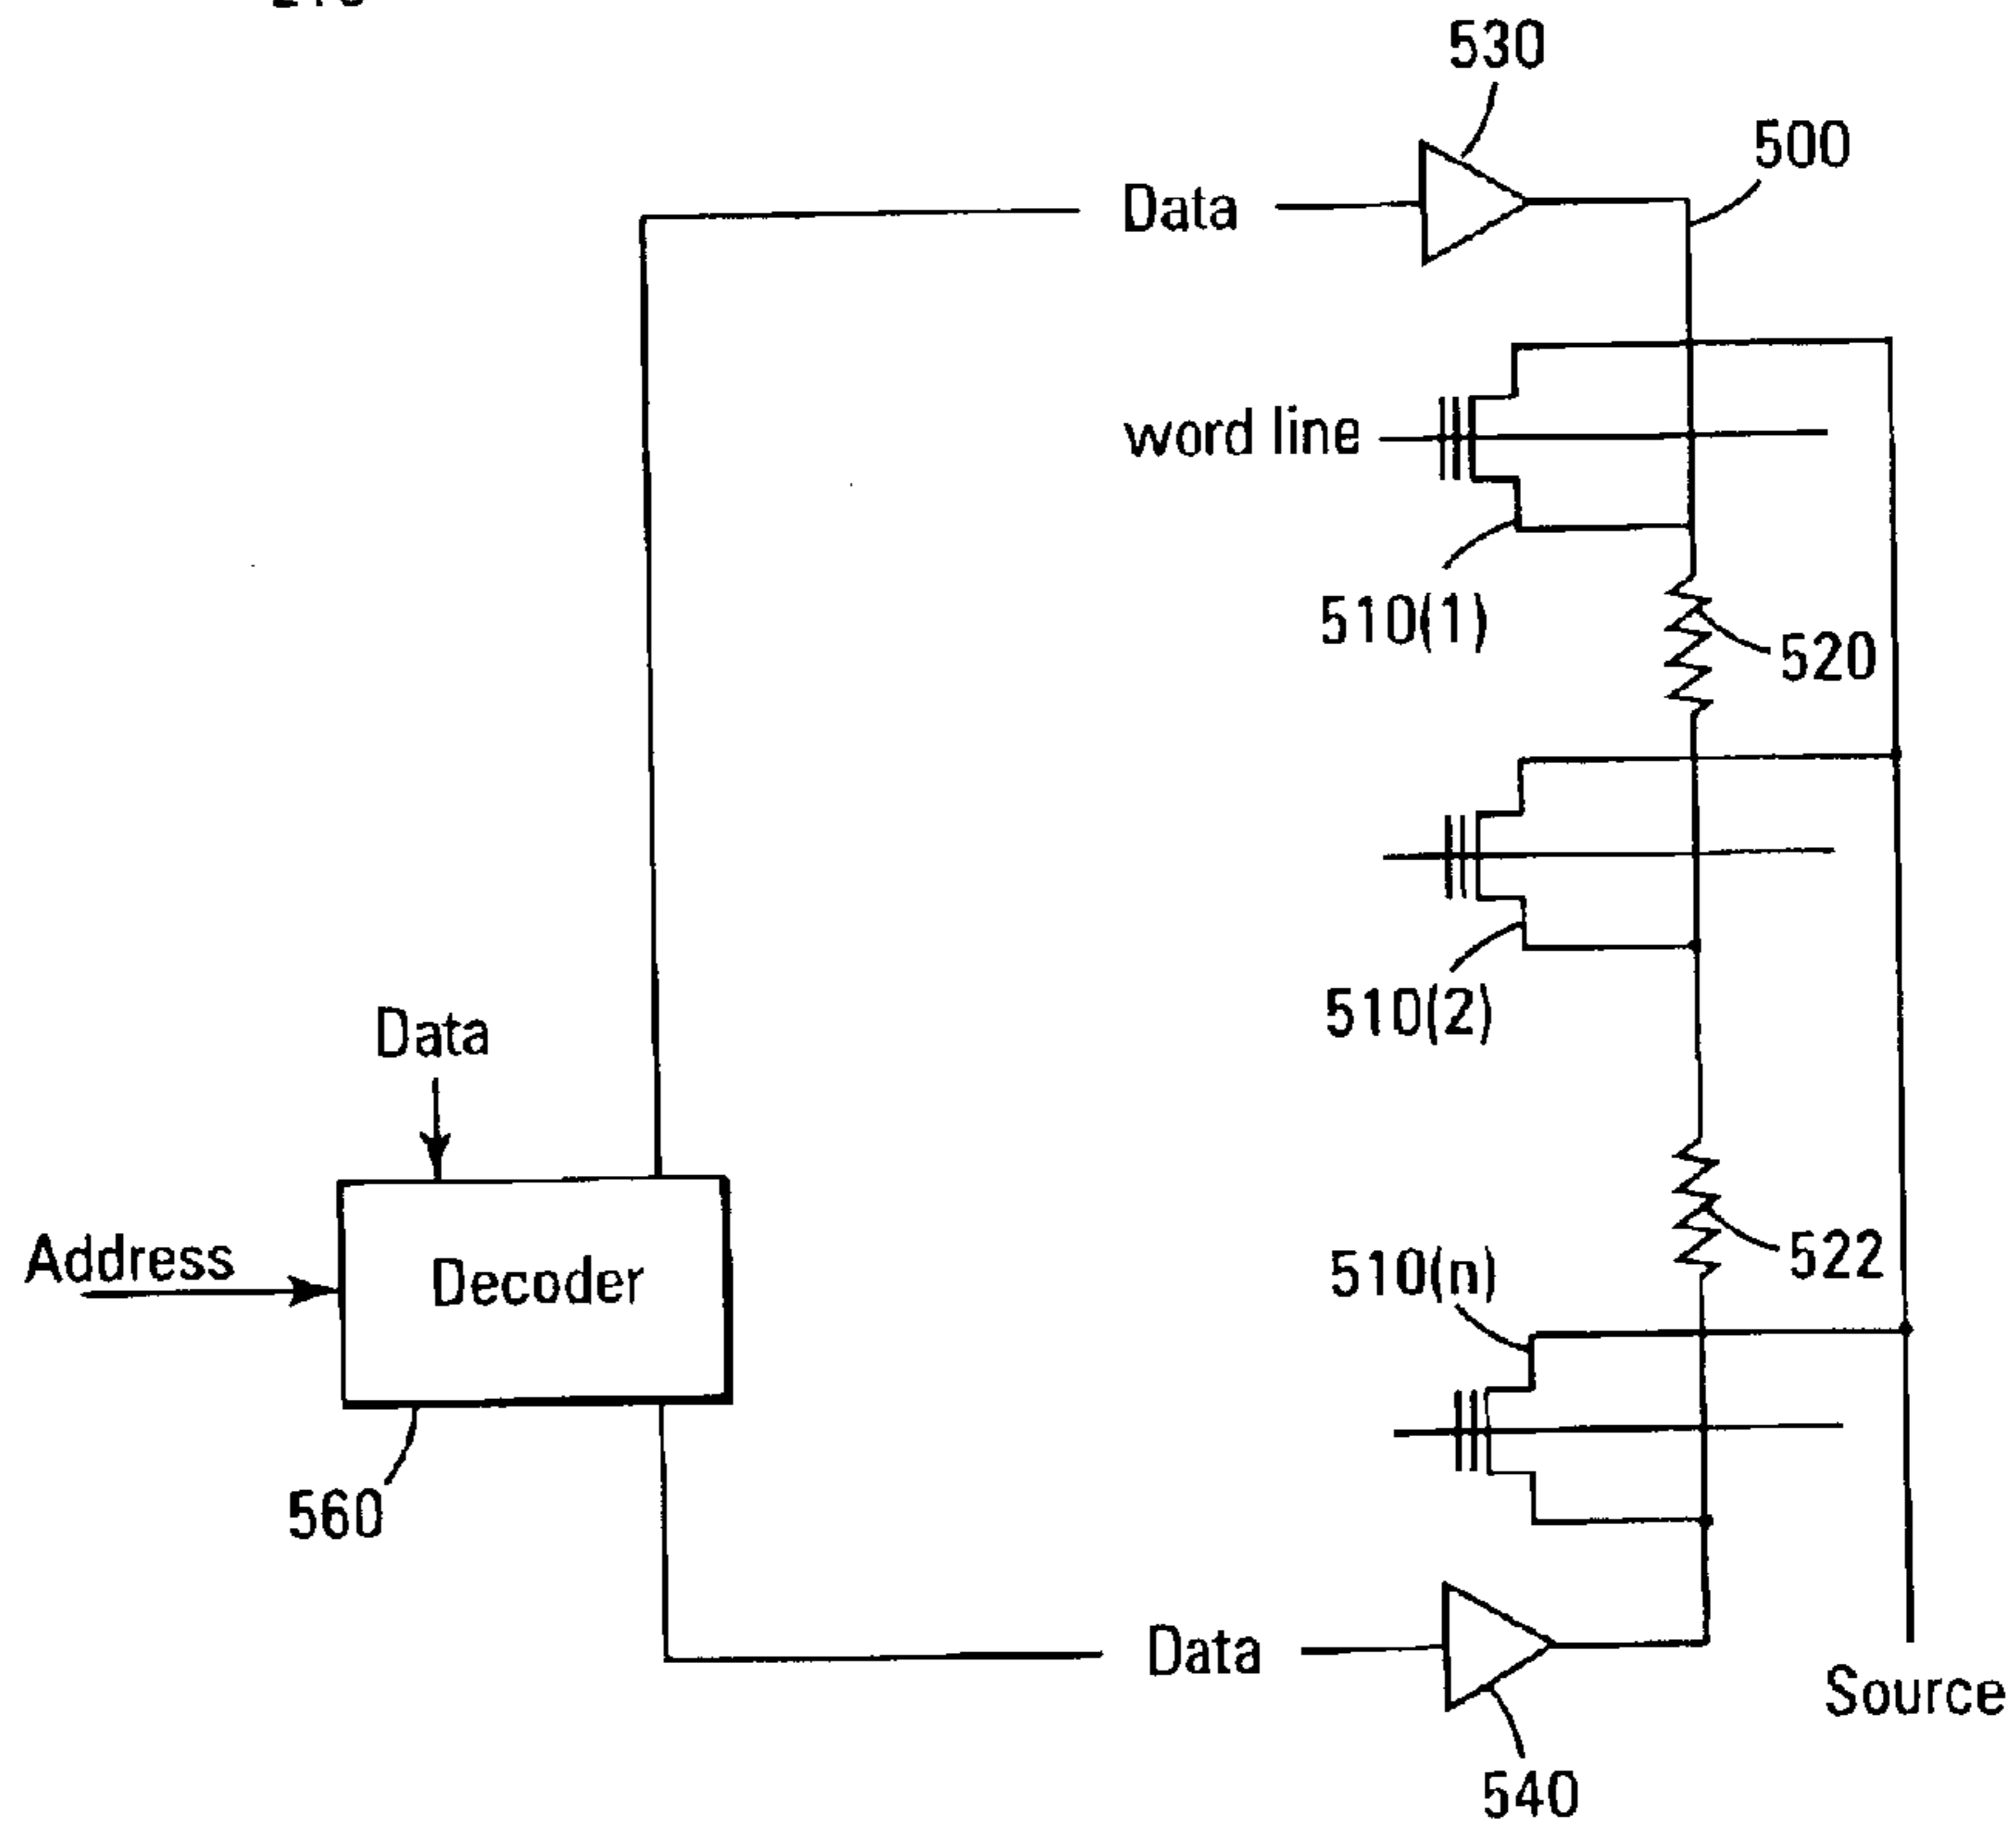 530
500
Data
word line
510(1)
520
510(2)
Data
Address
Decoder
510(n)
522
560
Data
Source
540